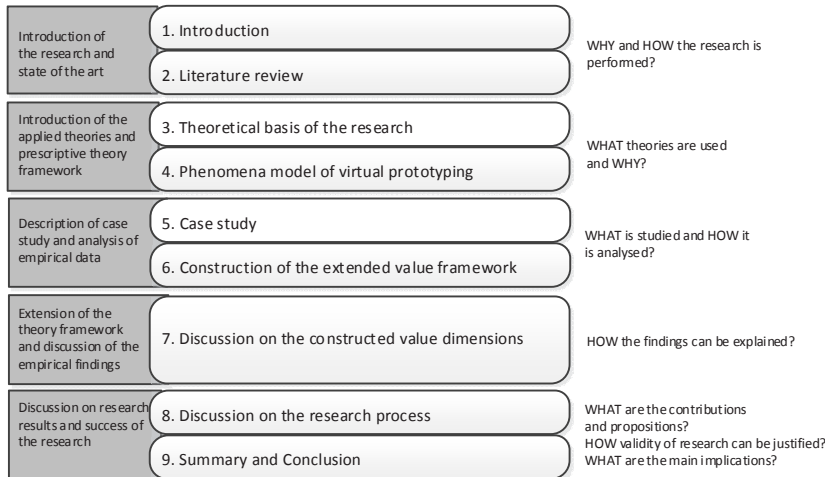 Introduction of
the research and
state of the art
1. Introduction
2. Literature review
WHY and HOW the research is
performed?
Introduction of the
applied theories and
prescriptive theory
framework
3. Theoretical basis of the research
4. Phenomena model of virtual prototyping
WHAT theories are used
and WHY?
Description of case
study and analysis of
empirical data
5. Case study
6. Construction of the extended value framework
WHAT is studied and HOW it
is analysed?
Extension of the
theory framework
and discussion of the
empirical findings
7. Discussion on the constructed value dimensions
HOW the findings can be explained?
Discussion on research
results and success of
the research
8. Discussion on the research process
9. Summary and Conclusion
WHAT are the contributions
and propositions?
HOW validity of research can be justified?
WHAT are the main implications?